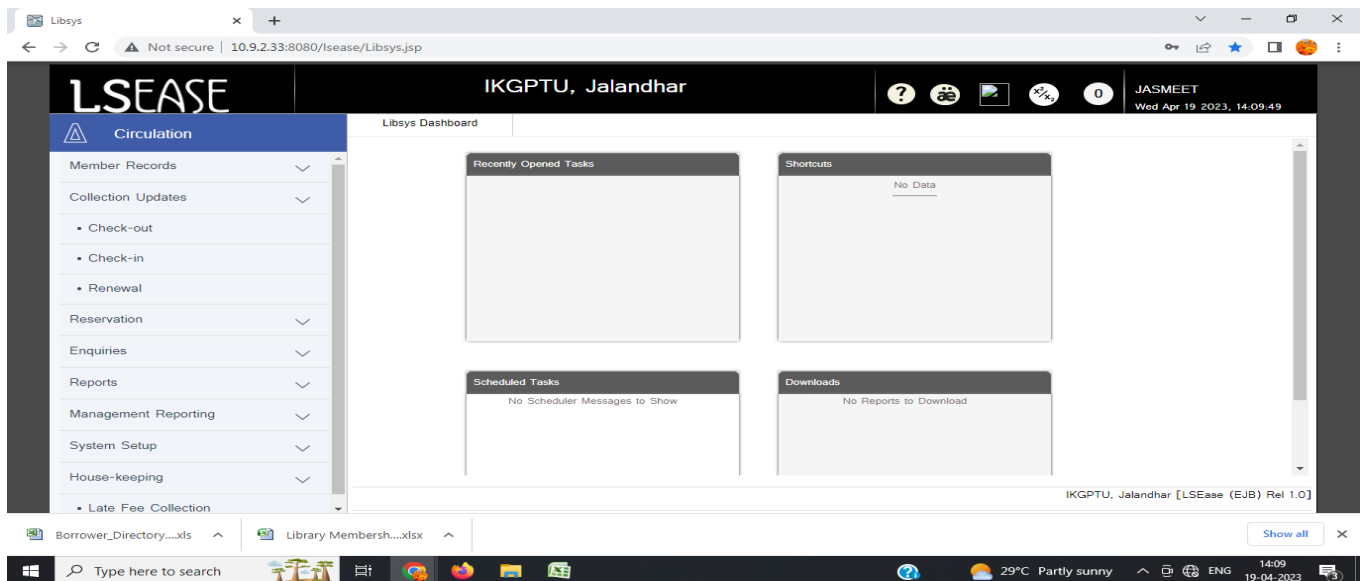 Libsys
Not secure | 10.9.2.33:8080/lsease/Libsys.jsp
LSEASE
IKGPTU, Jalandhar
?
äë
x²/x₂
0
JASMEET
Wed Apr 19 2023, 14:09:49
Circulation
Libsys Dashboard
Member Records
Collection Updates
• Check-out
• Check-in
• Renewal
Reservation
Enquiries
Reports
Management Reporting
System Setup
House-keeping
• Late Fee Collection
Recently Opened Tasks
Shortcuts
No Data
Scheduled Tasks
No Scheduler Messages to Show
Downloads
No Reports to Download
IKGPTU, Jalandhar [LSEase (EJB) Rel 1.0]
Borrower_Directory....xls
Library Membersh....xlsx
Show all
Type here to search
29°C Partly sunny
ENG
14:09
19-04-2023
3